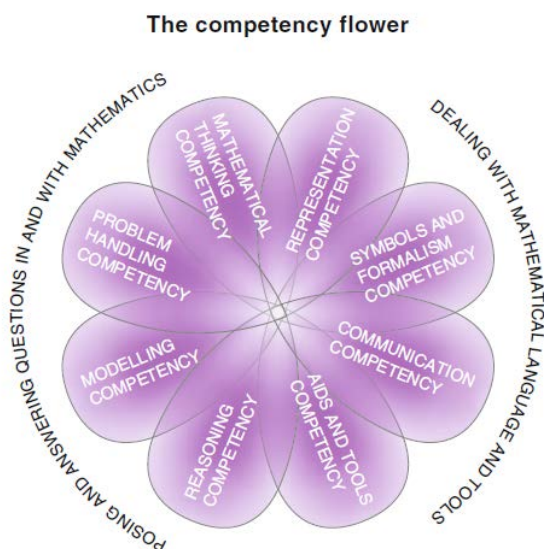 The competency flower
POSING AND ANSWERING QUESTIONS IN AND WITH MATHEMATICS
DEALING WITH MATHEMATICAL LANGUAGE AND TOOLS
MATHEMATICAL
THINKING
COMPETENCY
REPRESENTATION
COMPETENCY
PROBLEM
HANDLING
COMPETENCY
SYMBOLS AND
FORMALISM
COMPETENCY
MODELLING
COMPETENCY
COMMUNICATION
COMPETENCY
REASONING
COMPETENCY
AIDS AND TOOLS
COMPETENCY